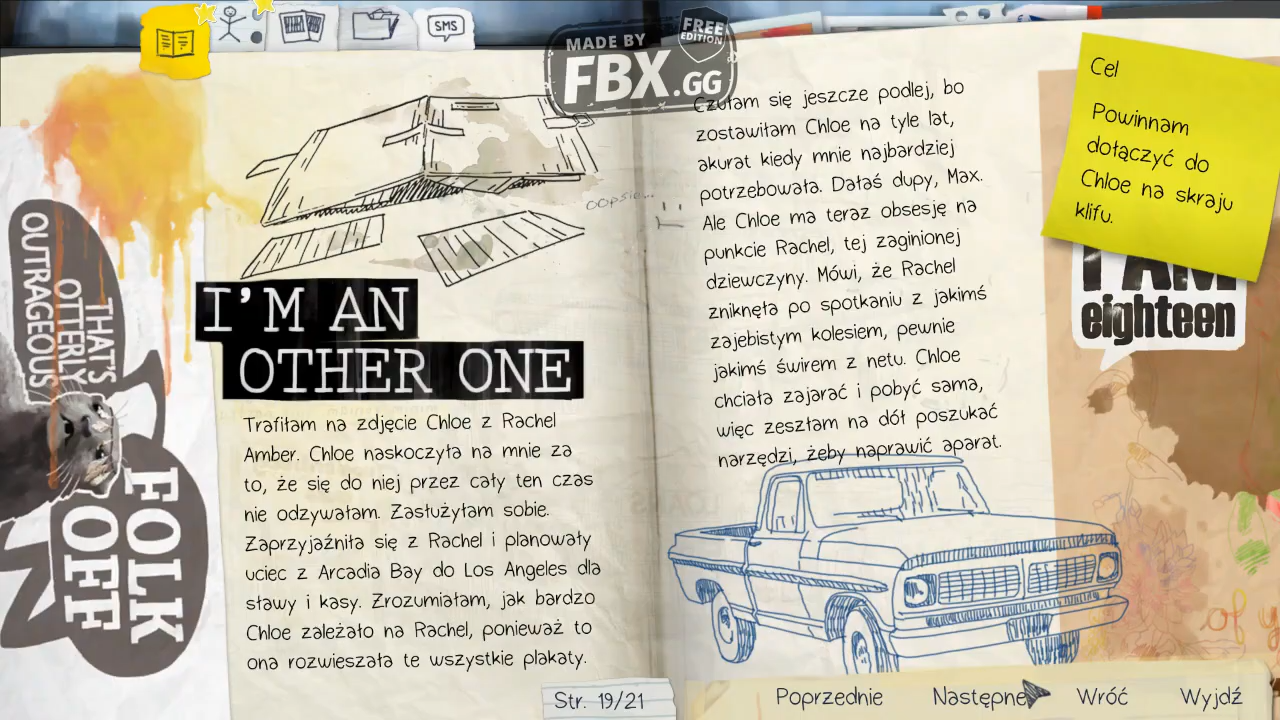 SMS
MADE BY
FREE
EDITION
FBX.GG
THAT'S
OTTERLY
OUTRAGEOUS!
FOLK
OFF
oopsie...
I'M AN
OTHER ONE
Trafiłam na zdjęcie Chloe z Rachel
Amber. Chloe naskoczyła na mnie za
to, że się do niej przez cały ten czas
nie odzywałam. Zasłużyłam sobie.
Zaprzyjaźniła się z Rachel i planowały
uciec z Arcadia Bay do Los Angeles dla
sławy i kasy. Zrozumiałam, jak bardzo
Chloe zależało na Rachel, ponieważ to
ona rozwieszała te wszystkie plakaty.
Czułam się jeszcze podlej, bo
zostawiłam Chloe na tyle lat,
akurat kiedy mnie najbardziej
potrzebowała. Dałaś dupy, Max.
Ale Chloe ma teraz obsesję na
punkcie Rachel, tej zaginionej
dziewczyny. Mówi, że Rachel
zniknęła po spotkaniu z jakimś
zajebistym kolesiem, pewnie
jakimś świrem z netu. Chloe
chciała zajarać i pobyć sama,
więc zeszłam na dół poszukać
narzędzi, żeby naprawić aparat.
Cel
Powinnam
dołączyć do
Chloe na skraju
klifu.
I AM
eighteen
of y
Str. 19/21
Poprzednie
Następne
Wróć
Wyjdź